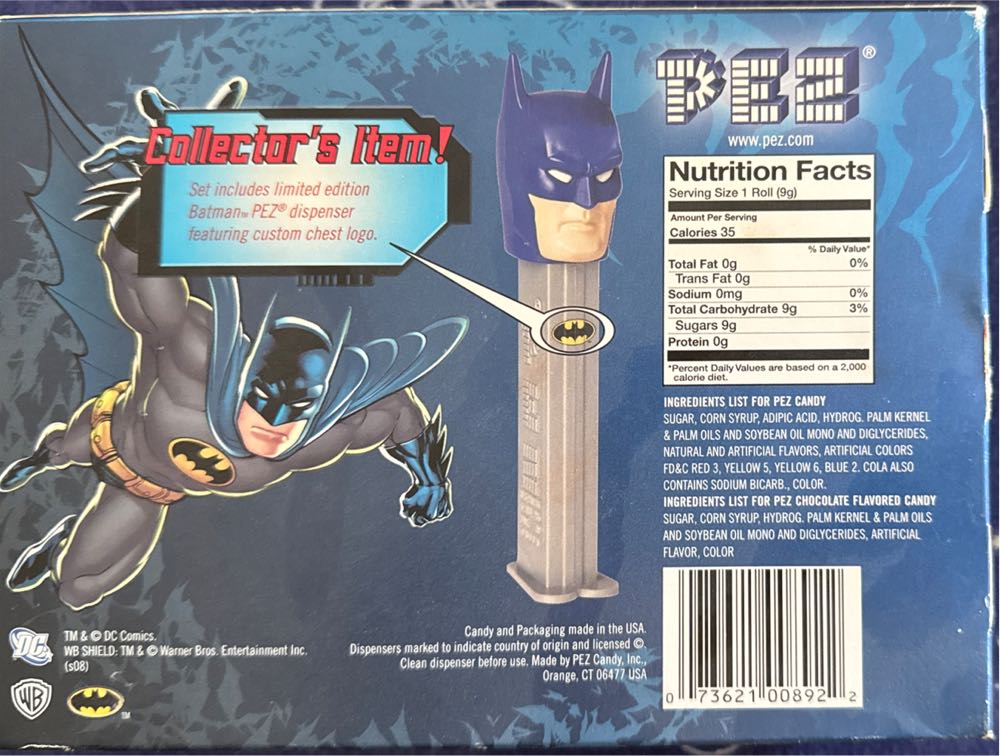 Collector's Item!
Set includes limited edition
Batman™ PEZ® dispenser
featuring custom chest logo.
PEZ®
www.pez.com
Nutrition Facts
Serving Size 1 Roll (9g)
Amount Per Serving
Calories 35
% Daily Value*
Total Fat 0g 0%
Trans Fat 0g
Sodium 0mg 0%
Total Carbohydrate 9g 3%
Sugars 9g
Protein 0g
*Percent Daily Values are based on a 2,000
calorie diet.
INGREDIENTS LIST FOR PEZ CANDY
SUGAR, CORN SYRUP, ADIPIC ACID, HYDROG. PALM KERNEL
& PALM OILS AND SOYBEAN OIL MONO AND DIGLYCERIDES,
NATURAL AND ARTIFICIAL FLAVORS, ARTIFICIAL COLORS
FD&C RED 3, YELLOW 5, YELLOW 6, BLUE 2. COLA ALSO
CONTAINS SODIUM BICARB., COLOR.
INGREDIENTS LIST FOR PEZ CHOCOLATE FLAVORED CANDY
SUGAR, CORN SYRUP, HYDROG. PALM KERNEL & PALM OILS
AND SOYBEAN OIL MONO AND DIGLYCERIDES, ARTIFICIAL
FLAVOR, COLOR
DC
TM & © DC Comics.
WB SHIELD: TM & © Warner Bros. Entertainment Inc.
(s08)
WB
TM
Candy and Packaging made in the USA.
Dispensers marked to indicate country of origin and licensed ©.
Clean dispenser before use. Made by PEZ Candy, Inc.,
Orange, CT 06477 USA
0 73621 00892 2